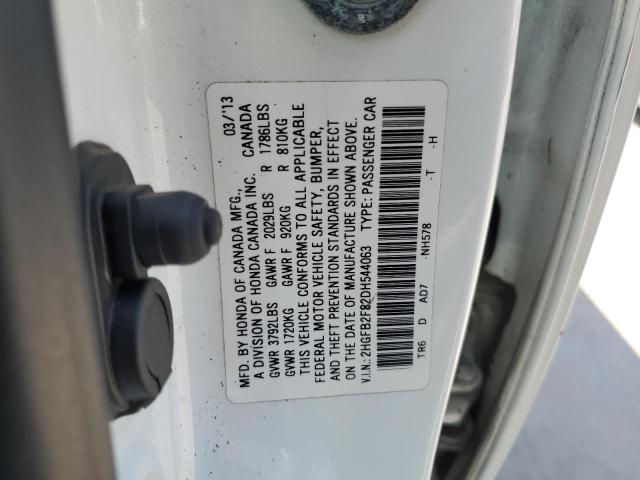 MFD. BY HONDA OF CANADA MFG., 03/'13
A DIVISION OF HONDA CANADA INC. CANADA
GVWR 3792LBS GAWR F 2029LBS R 1786LBS
GVWR 1720KG GAWR F 920KG R 810KG
THIS VEHICLE CONFORMS TO ALL APPLICABLE
FEDERAL MOTOR VEHICLE SAFETY, BUMPER,
AND THEFT PREVENTION STANDARDS IN EFFECT
ON THE DATE OF MANUFACTURE SHOWN ABOVE.
V.I.N.:2HGFB2F82DH544063 TYPE: PASSENGER CAR
TR6 D AD7 -NH578 -T -H